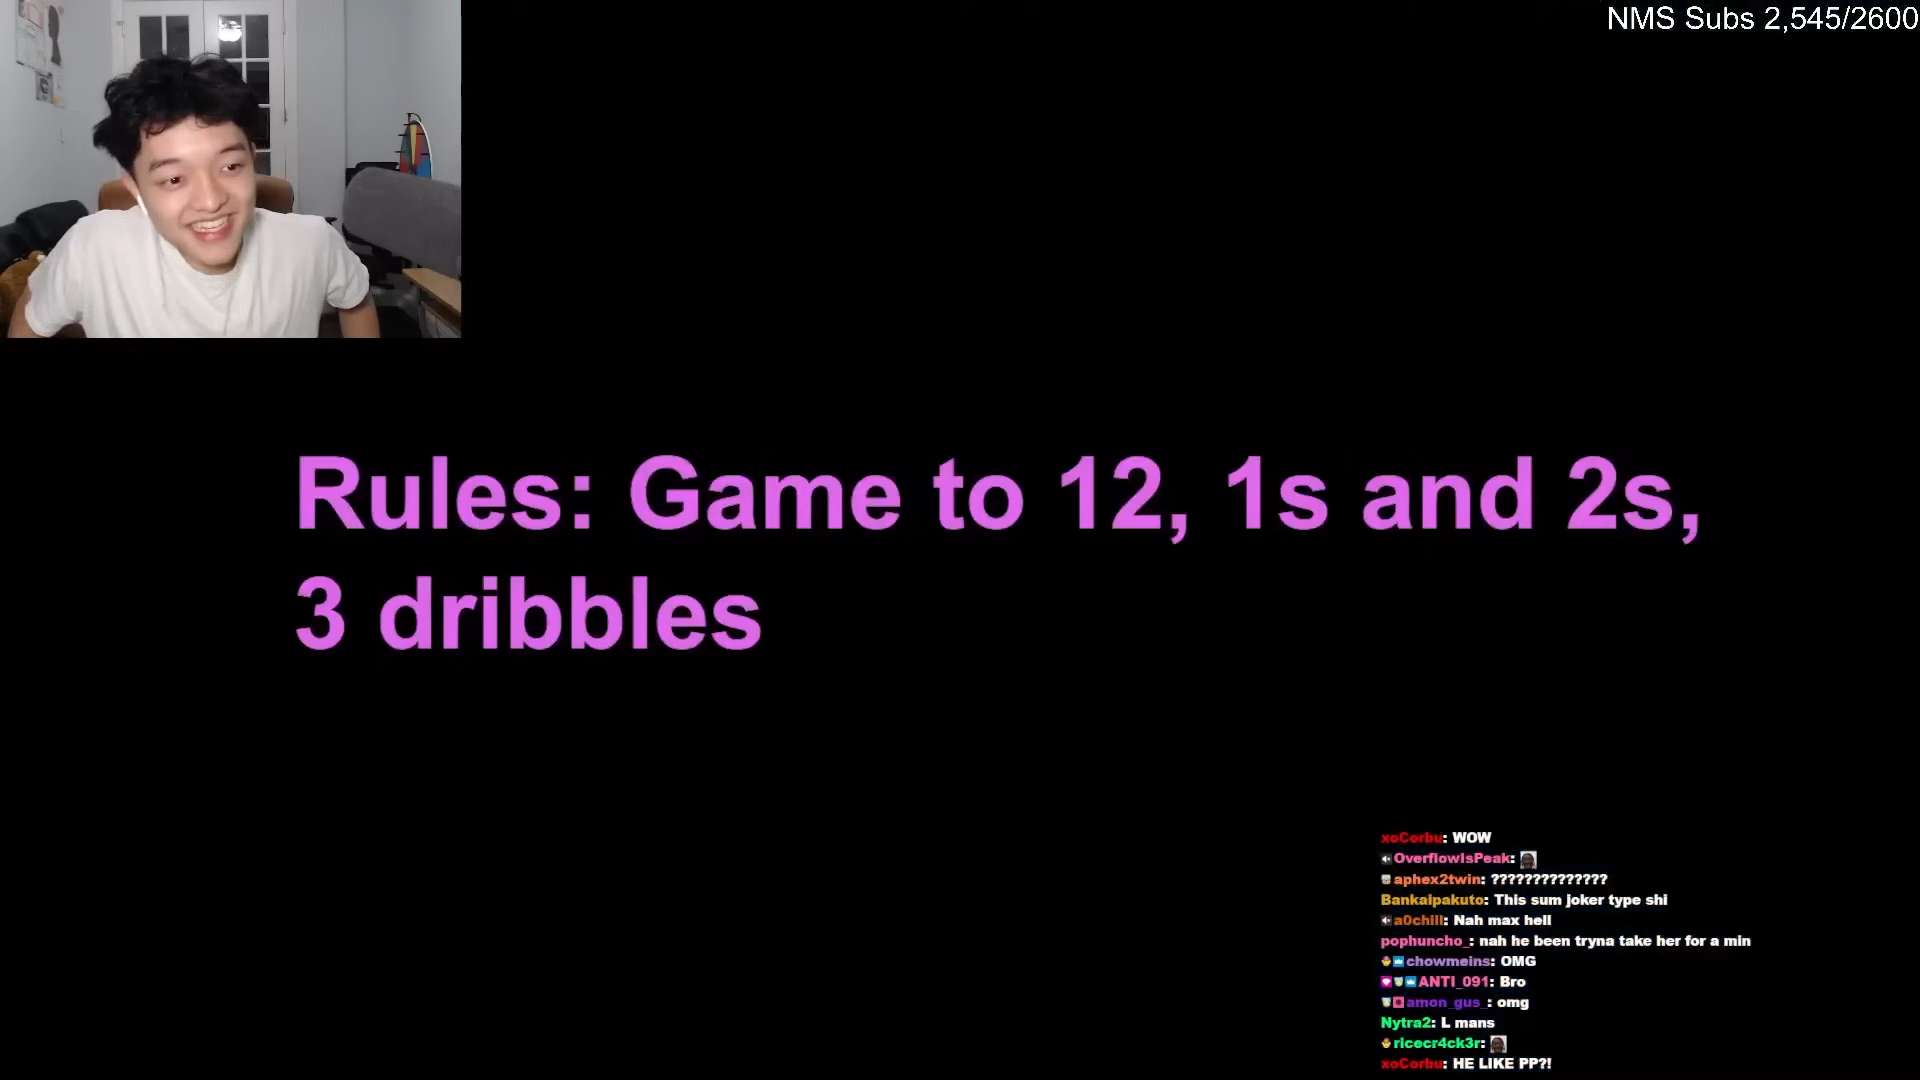 NMS Subs 2,545/2600
Rules: Game to 12, 1s and 2s,
3 dribbles
xoCorbu: WOW
OverflowIsPeak:
aphex2twin: ??????????????
Bankaipakuto: This sum joker type shi
a0chill: Nah max hell
pophuncho_: nah he been tryna take her for a min
chowmeins: OMG
ANTI_091: Bro
amon_gus_: omg
Nytra2: L mans
ricecr4ck3r:
xoCorbu: HE LIKE PP?!